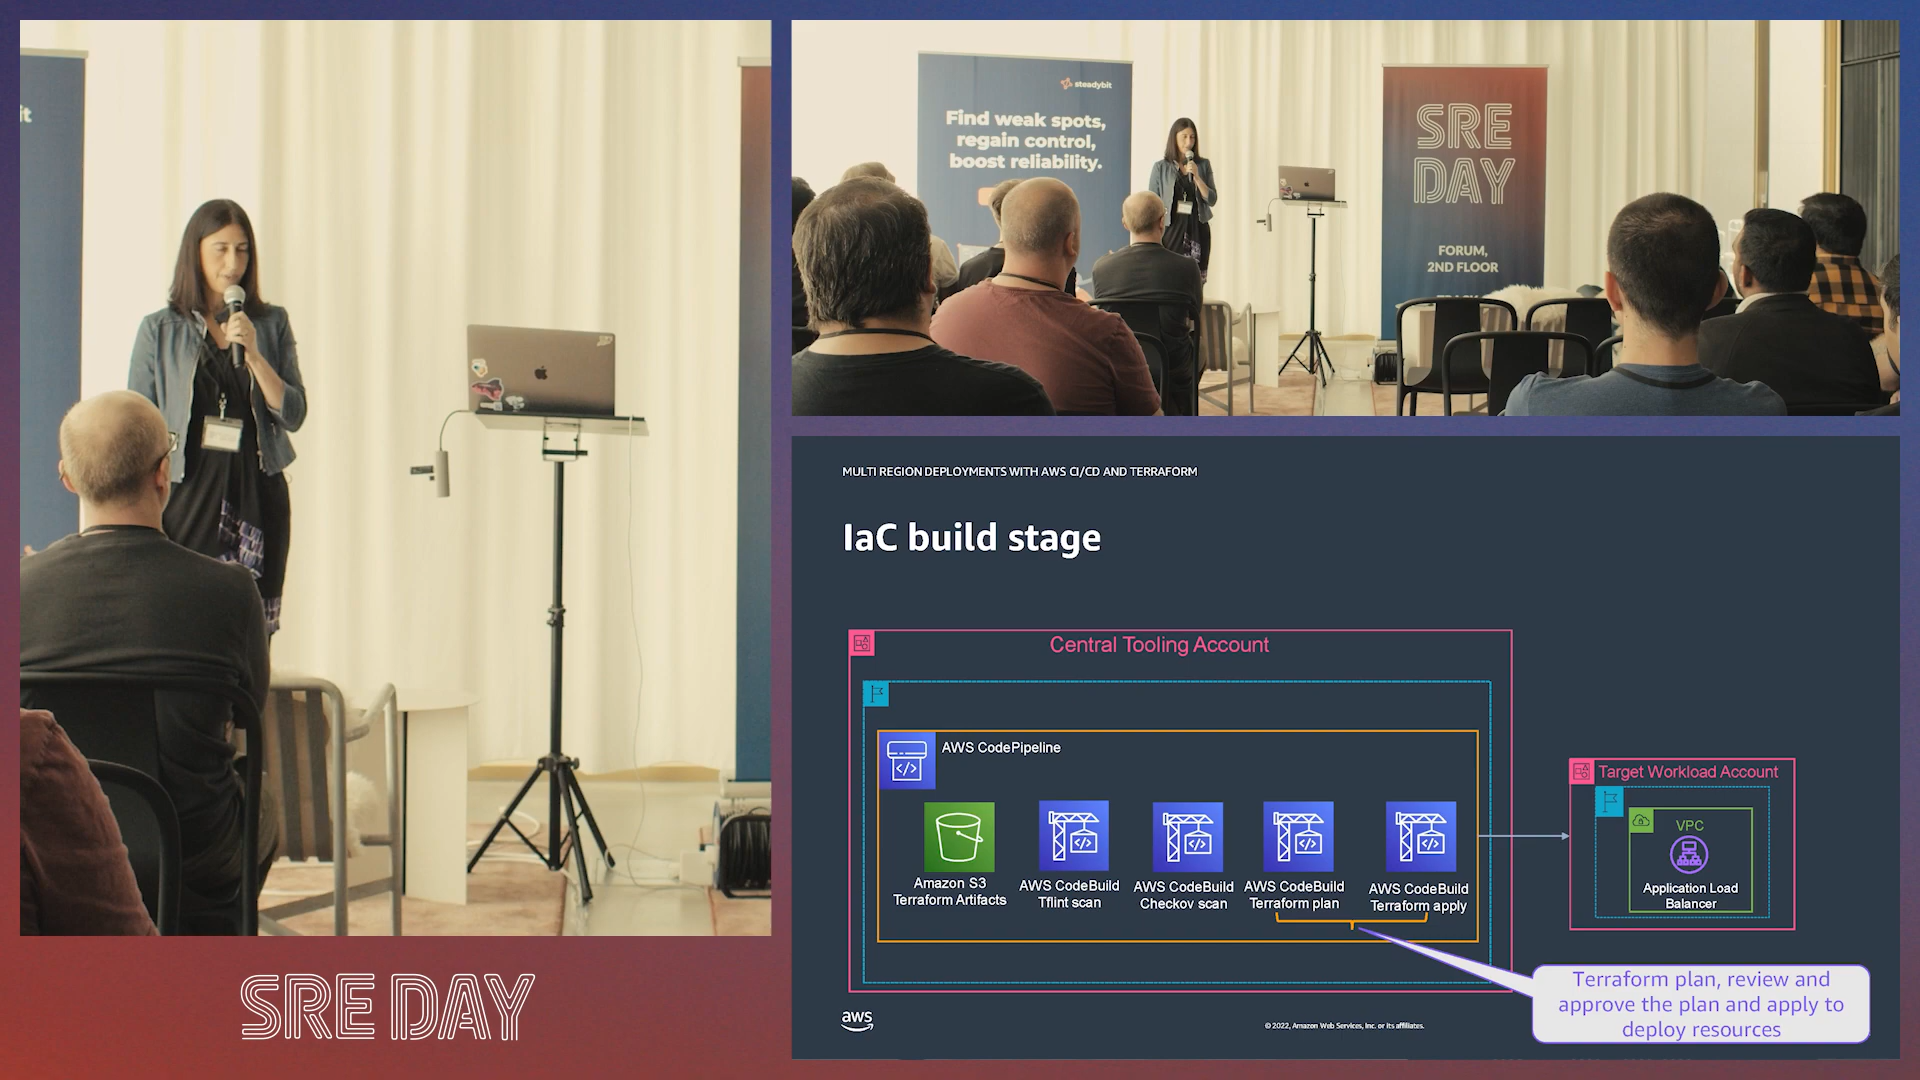 it
SRE DAY
steadybit
Find weak spots,
regain control,
boost reliability.
SRE
DAY
FORUM,
2ND FLOOR
MULTI REGION DEPLOYMENTS WITH AWS CI/CD AND TERRAFORM
IaC build stage
Central Tooling Account
AWS CodePipeline
Amazon S3
Terraform Artifacts
AWS CodeBuild
Tflint scan
AWS CodeBuild
Checkov scan
AWS CodeBuild
Terraform plan
AWS CodeBuild
Terraform apply
Target Workload Account
VPC
Application Load
Balancer
Terraform plan, review and
approve the plan and apply to
deploy resources
aws
© 2022, Amazon Web Services, Inc. or its affiliates.